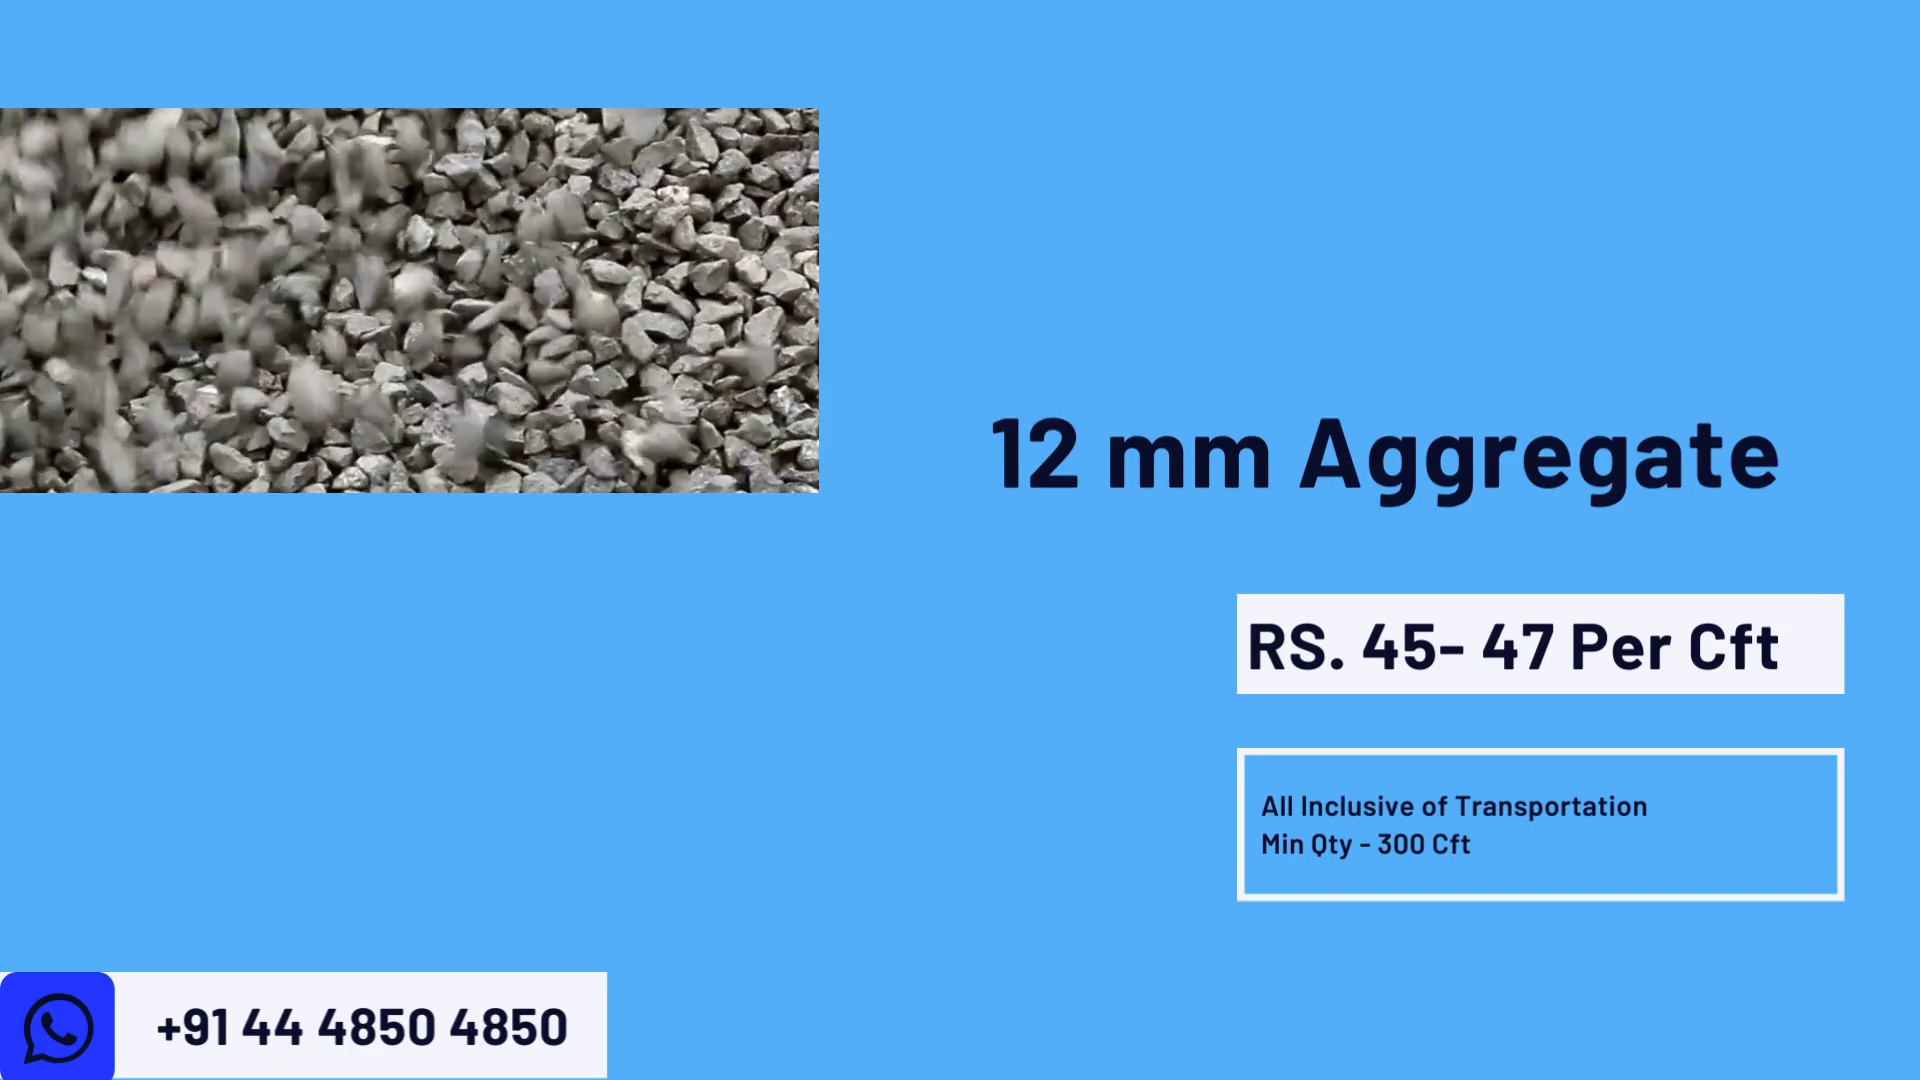 12 mm Aggregate
RS. 45- 47 Per Cft
All Inclusive of Transportation
Min Qty - 300 Cft
+91 44 4850 4850